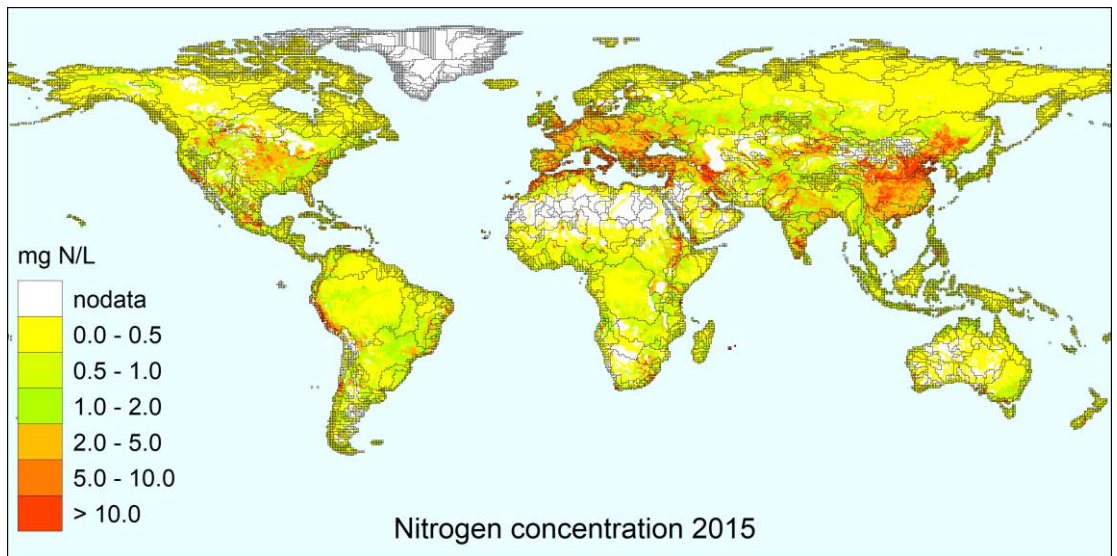 mg N/L
nodata
0.0 - 0.5
0.5 - 1.0
1.0 - 2.0
2.0 - 5.0
5.0 - 10.0
> 10.0
Nitrogen concentration 2015